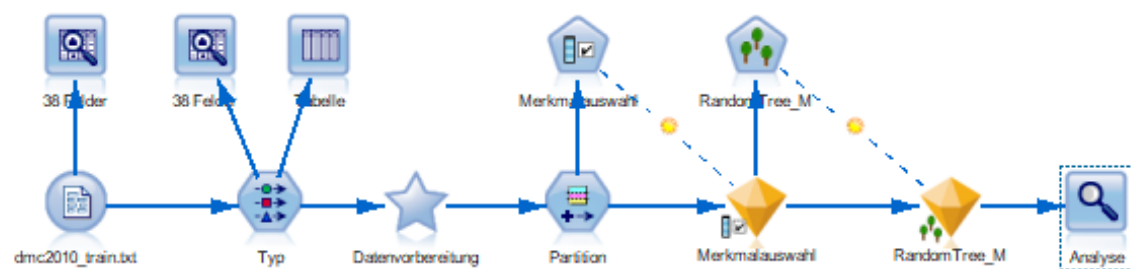 38 Felder
38 Felder
Tabelle
Merkmalauswahl
RandomTree_M
dmc2010_train.txt
Typ
Datenvorbereitung
Partition
Merkmalauswahl
RandomTree_M
Analyse